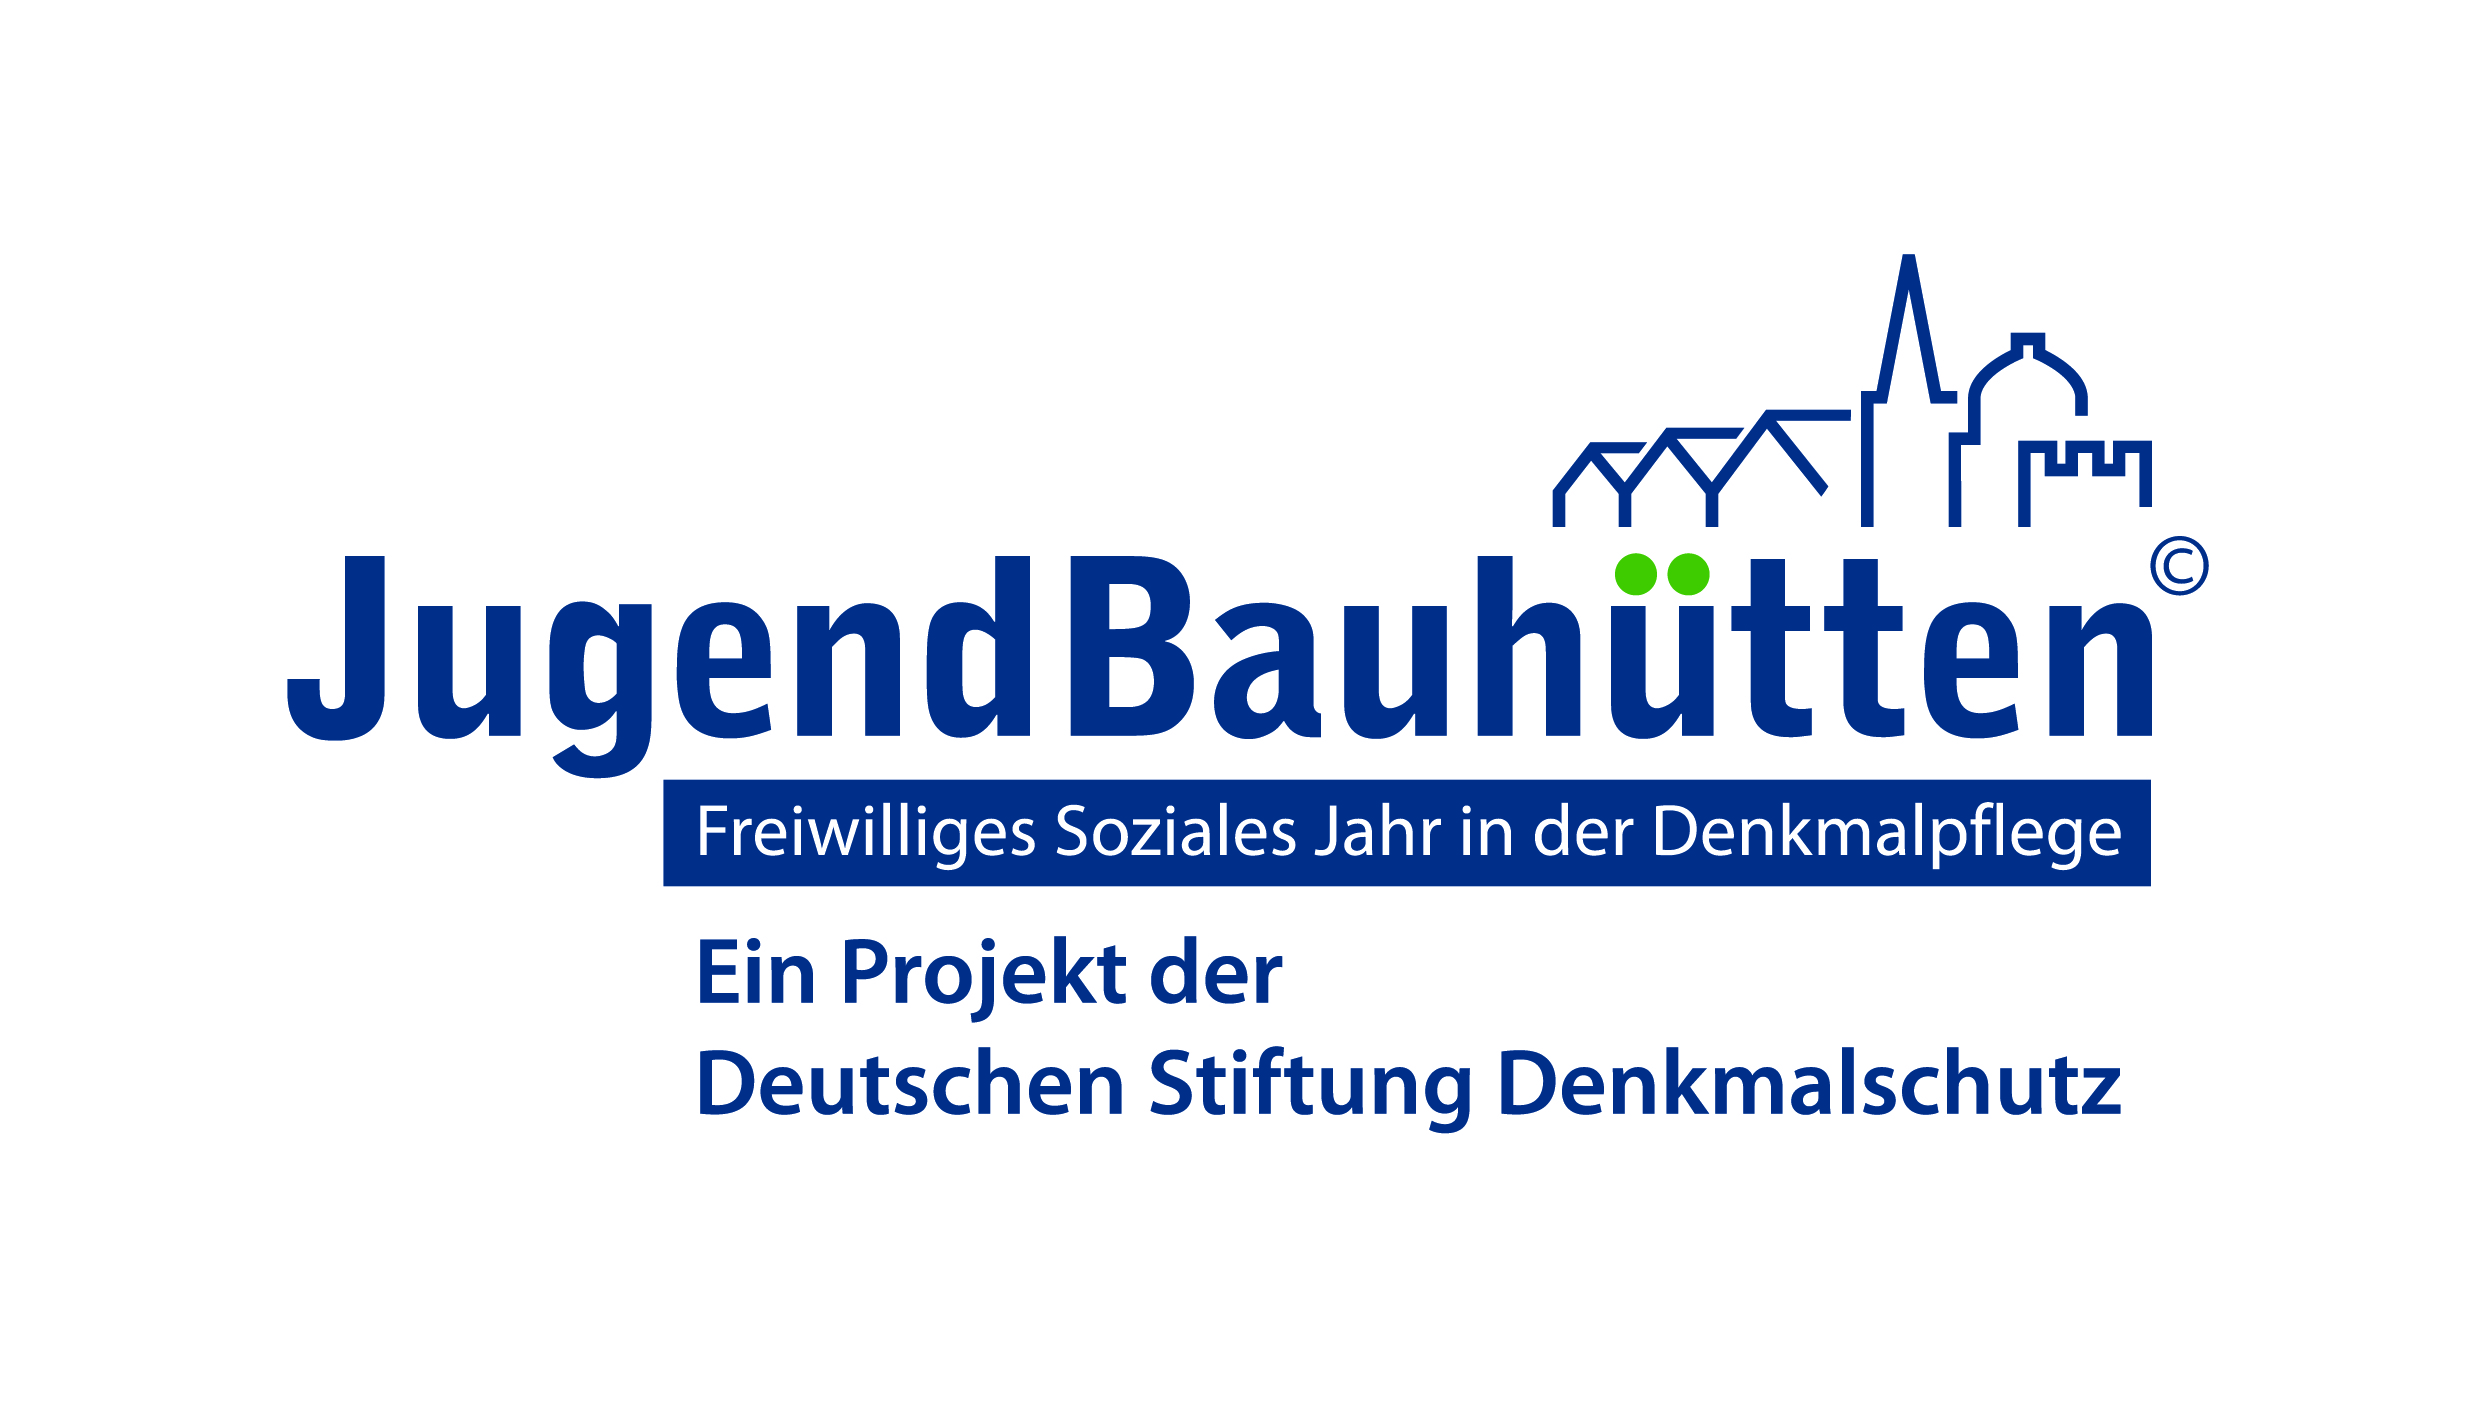 JugendBauhütten©
Freiwilliges Soziales Jahr in der Denkmalpflege
Ein Projekt der
Deutschen Stiftung Denkmalschutz